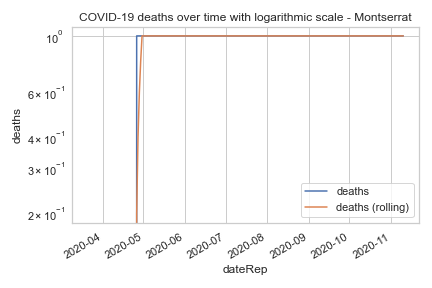 COVID-19 deaths over time with logarithmic scale - Montserrat
10⁰
6 × 10⁻¹
4 × 10⁻¹
3 × 10⁻¹
2 × 10⁻¹
deaths
deaths
deaths (rolling)
2020-04
2020-05
2020-06
2020-07
2020-08
2020-09
2020-10
2020-11
dateRep